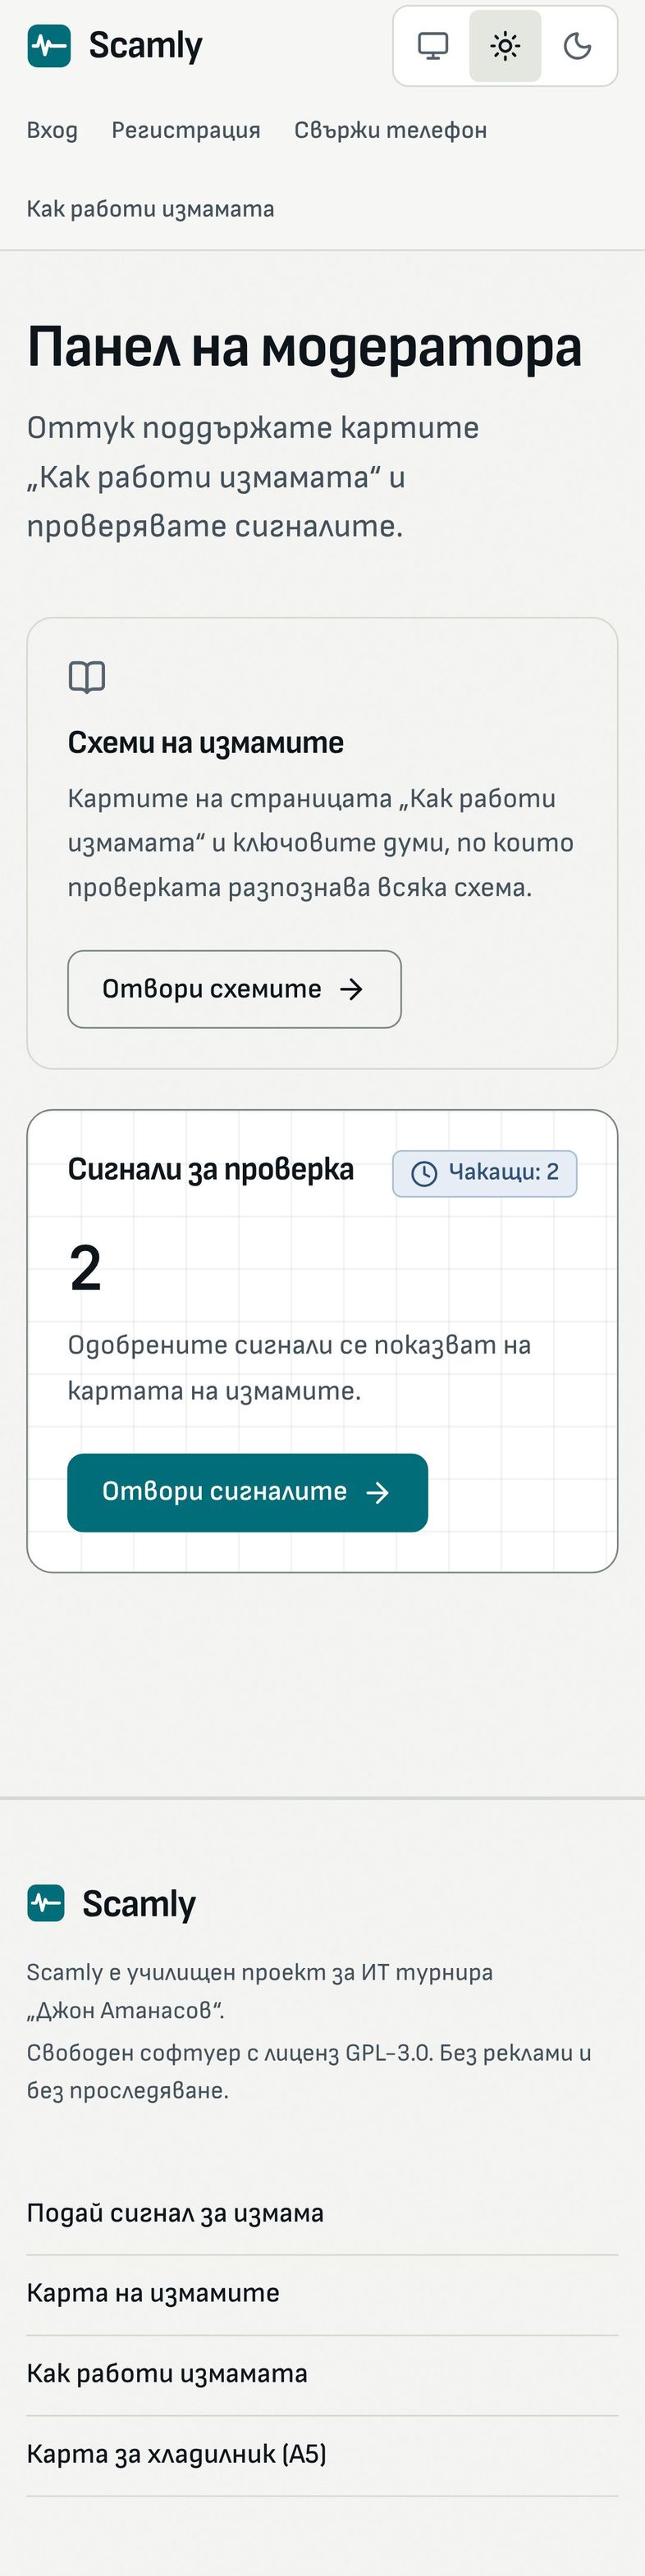 Scamly
Вход Регистрация Свържи телефон
Как работи измамата
Панел на модератора
Оттук поддържате картите
„Как работи измамата“ и
проверявате сигналите.
Схеми на измамите
Картите на страницата „Как работи
измамата“ и ключовите думи, по които
проверката разпознава всяка схема.
Отвори схемите →
Сигнали за проверка Чакащи: 2
2
Одобрените сигнали се показват на
картата на измамите.
Отвори сигналите →
Scamly
Scamly е училищен проект за ИТ турнира
„Джон Атанасов“.
Свободен софтуер с лиценз GPL-3.0. Без реклами и
без проследяване.
Подай сигнал за измама
Карта на измамите
Как работи измамата
Карта за хладилник (А5)